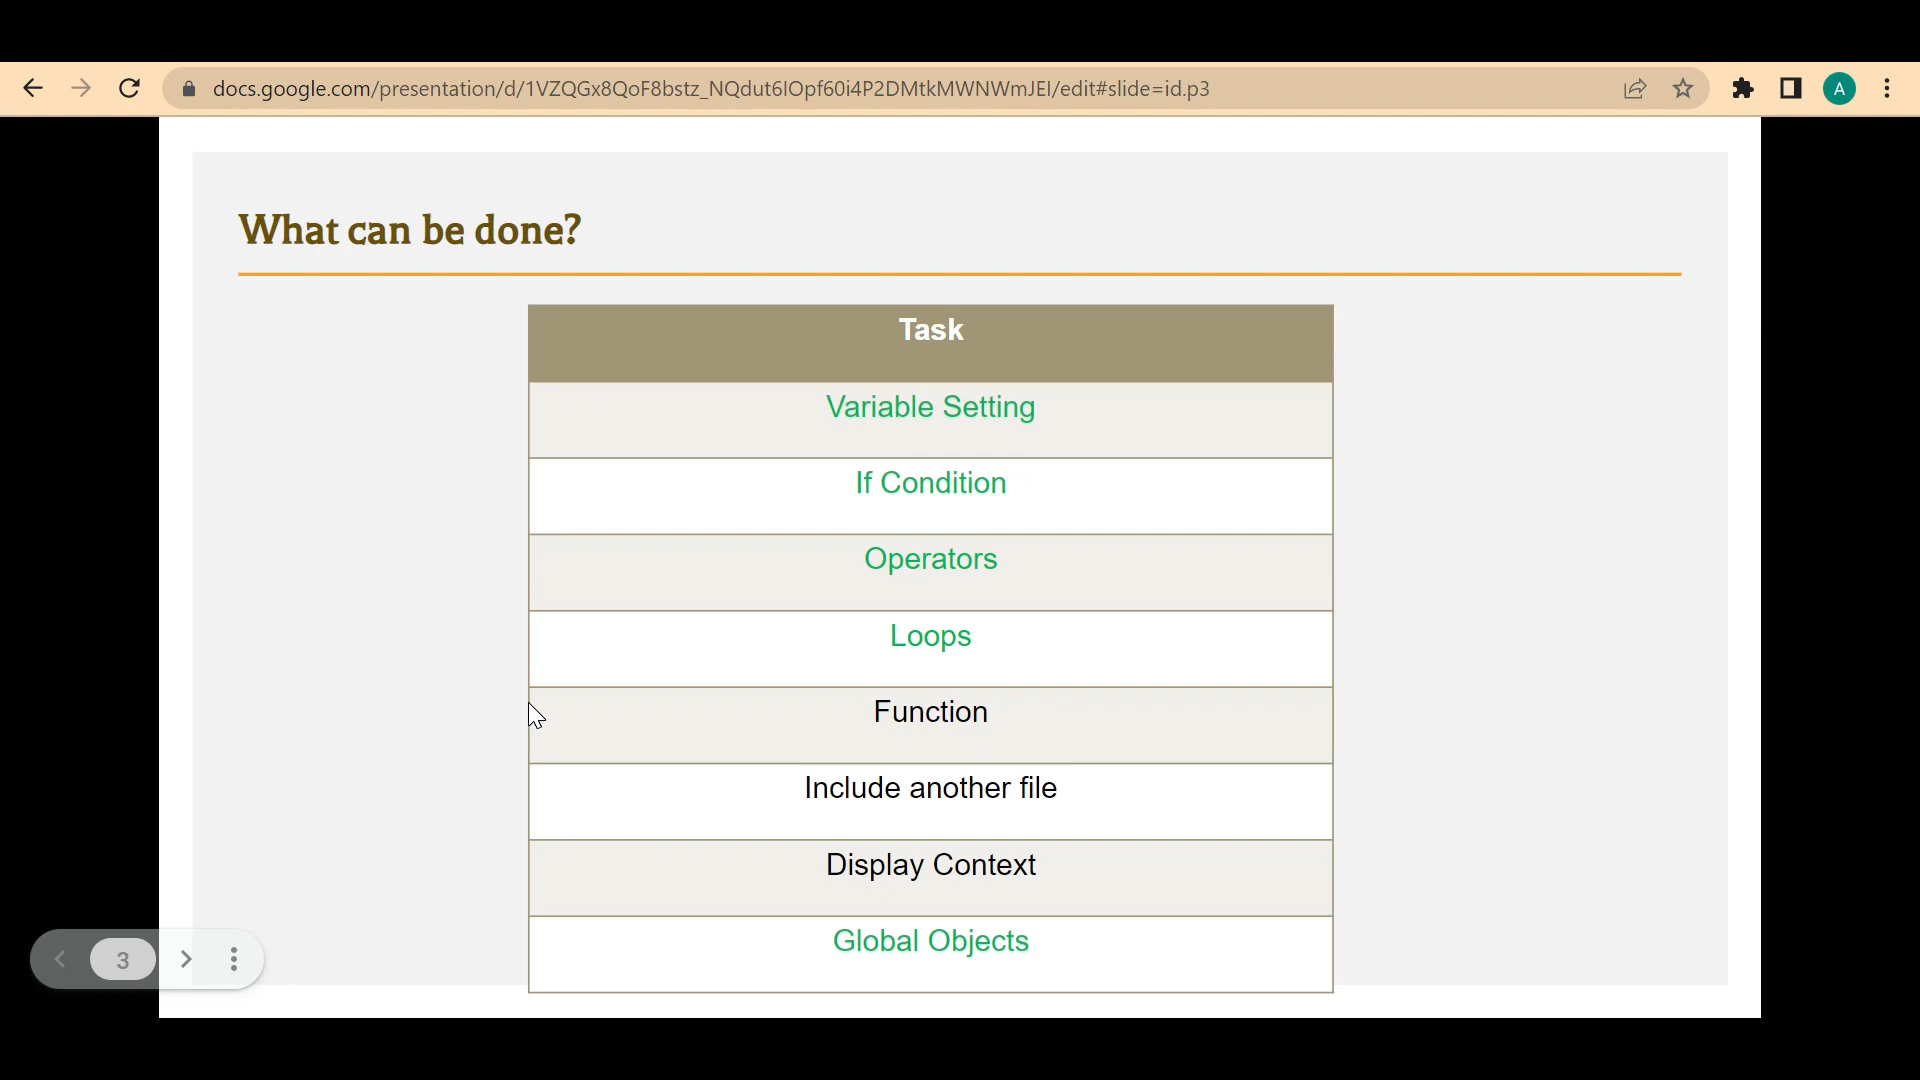 docs.google.com/presentation/d/1VZQGx8QoF8bstz_NQdut6IOpf60i4P2DMtkMWNWmJEI/edit#slide=id.p3
A
What can be done?
Task
Variable Setting
If Condition
Operators
Loops
Function
Include another file
Display Context
Global Objects
3